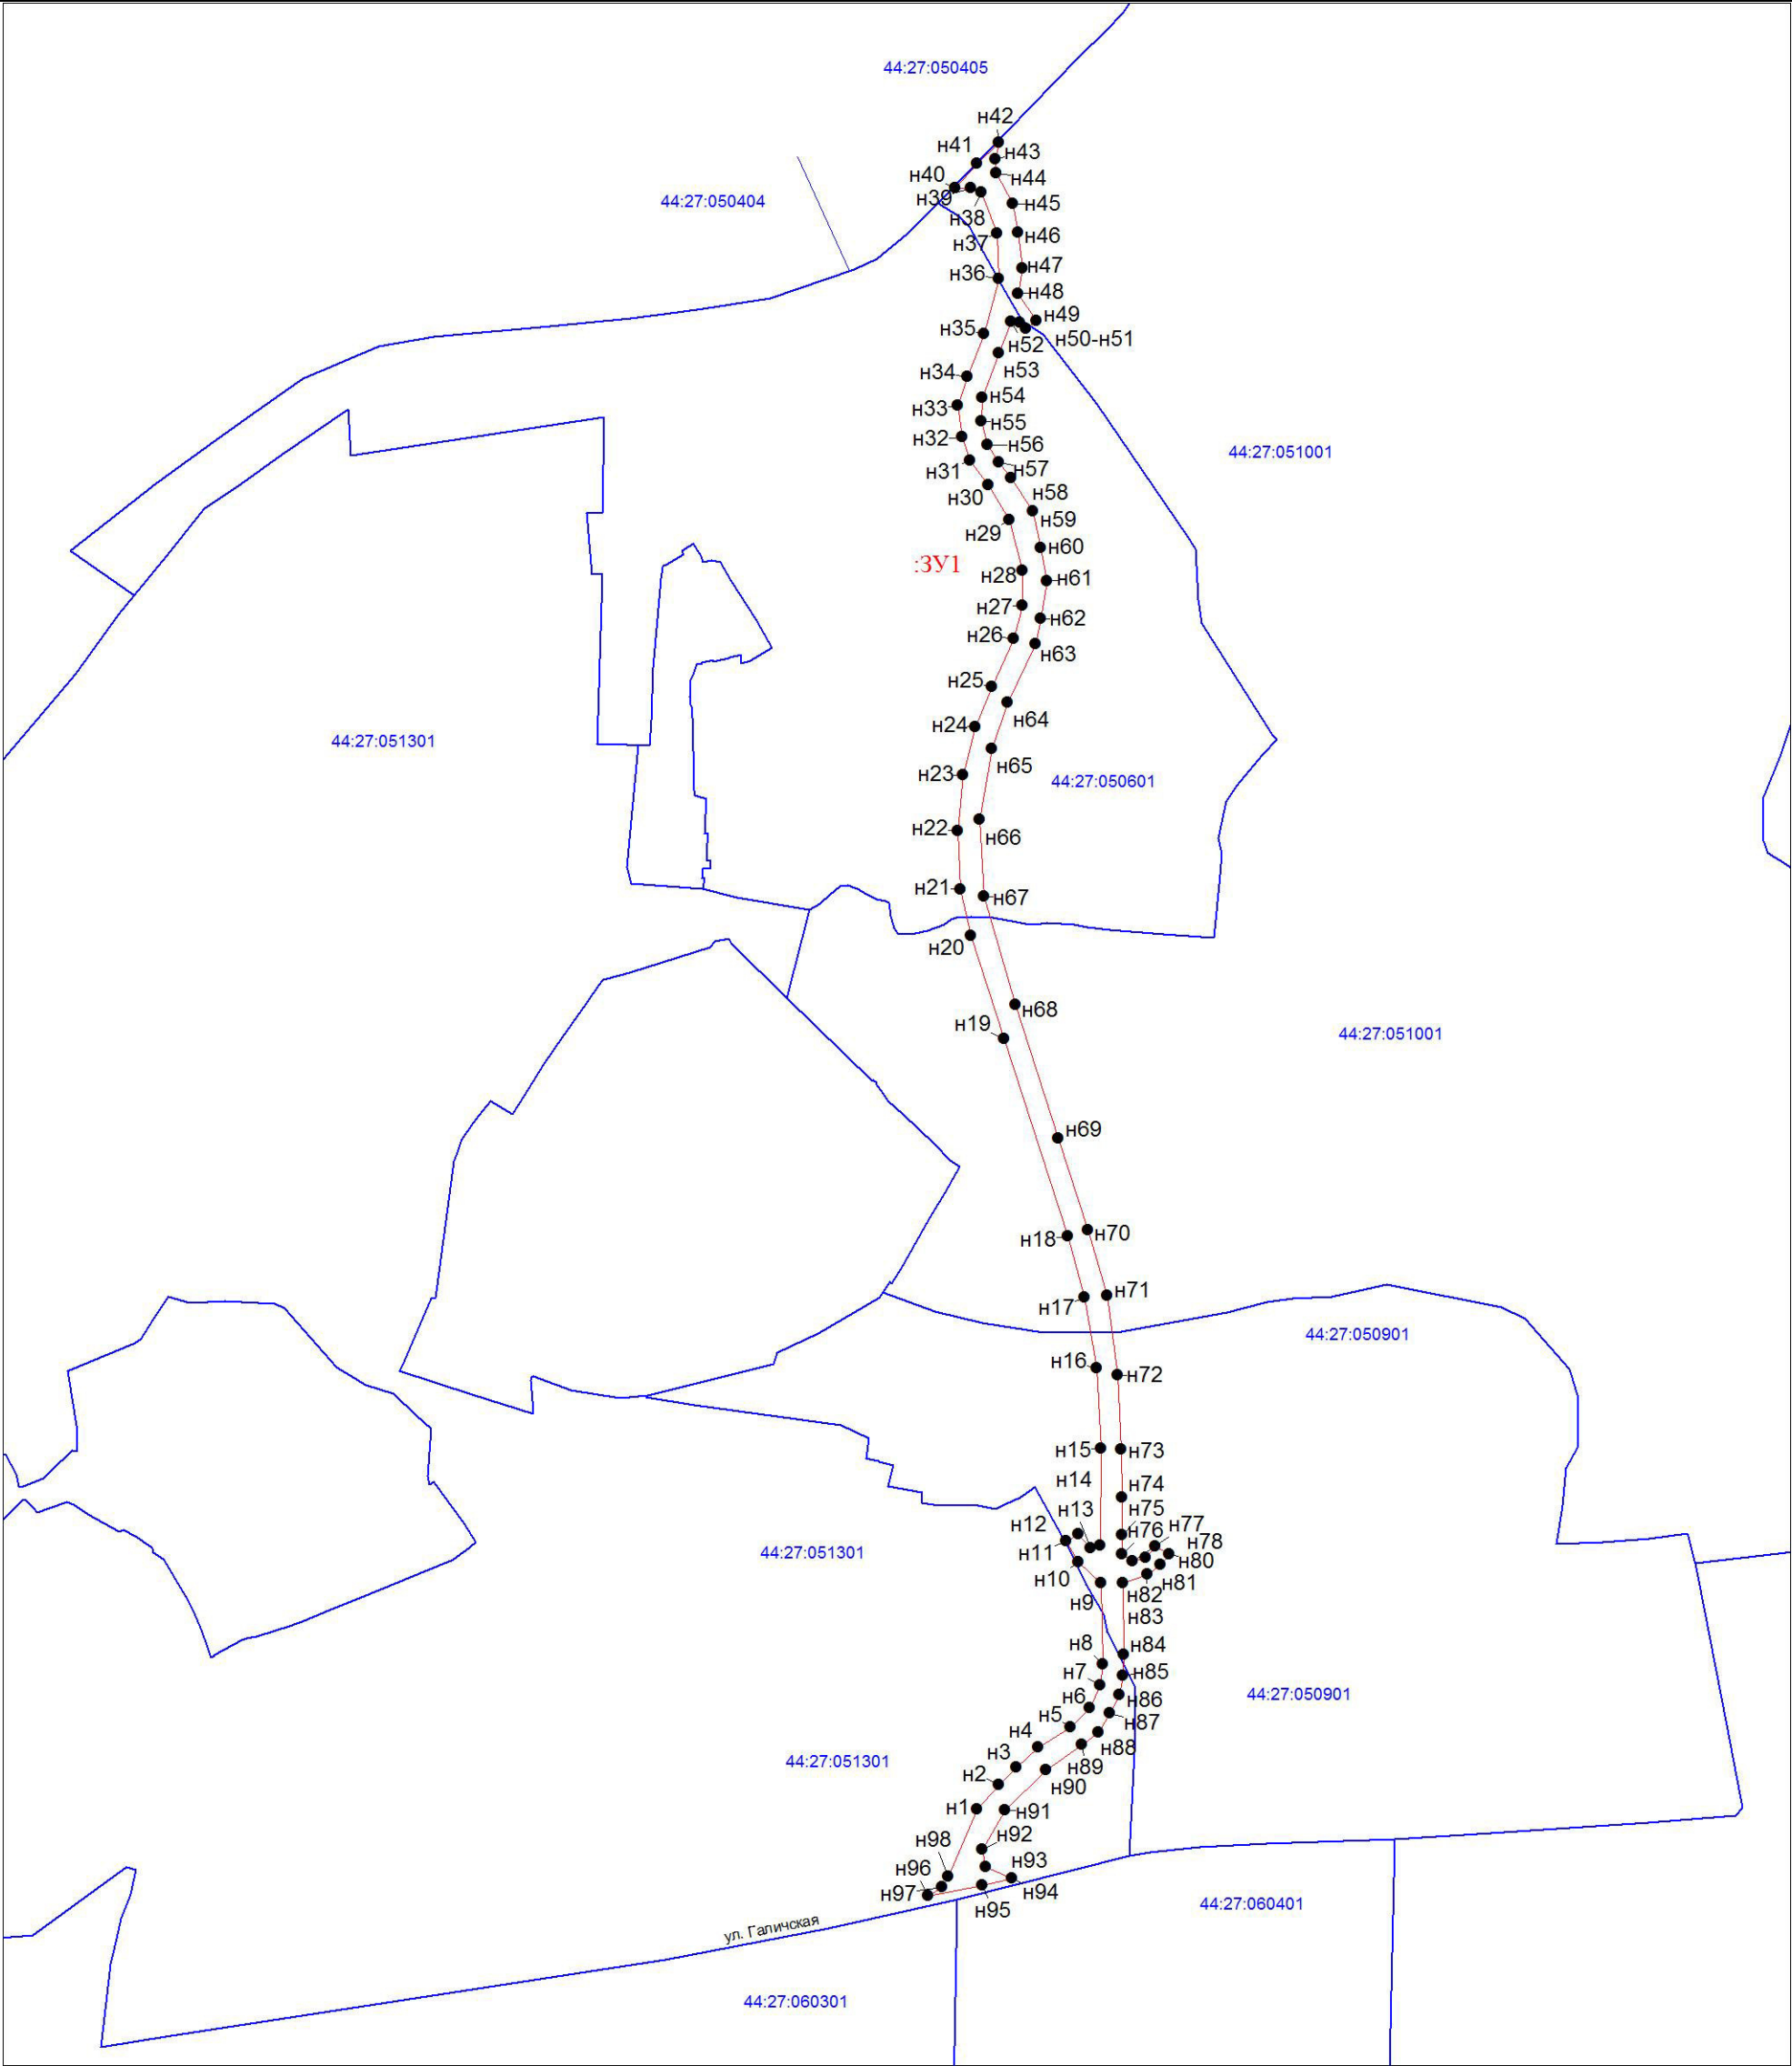 44:27:050405
н42
н41
н43
н40
н44
44:27:050404
н39
н45
н38
н46
н37
н47
н36
н48
н49
н35
н50-н51
н52
н53
н34
н54
н33
н55
н32
н56
44:27:051001
н31
н57
н30
н58
н59
н29
н60
:ЗУ1
н28
н61
н27
н62
н26
н63
н25
н64
н24
44:27:051301
н65
н23
44:27:050601
н22
н66
н21
н67
н20
н68
н19
44:27:051001
н69
н70
н18
н71
н17
44:27:050901
н16
н72
н15
н73
н14
н74
н13
н75
н12
н76
н77
н78
н11
44:27:051301
н80
н10
н81
н82
н9
н83
н8
н84
н7
н85
н6
44:27:050901
н86
н5
н87
н4
н88
н3
44:27:051301
н89
н2
н90
н1
н91
н92
н98
н93
н96
н97
н94
44:27:060401
н95
ул. Галичская
44:27:060301